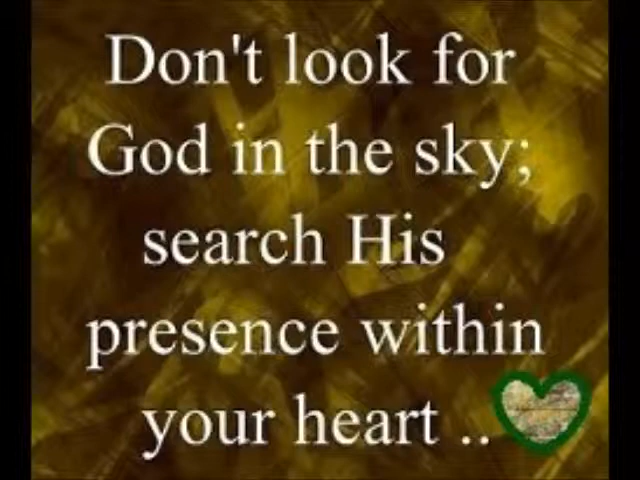 Don't look for
God in the sky;
search His
presence within
your heart ..